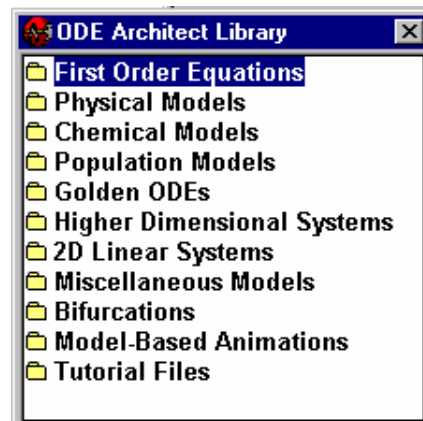 ODE Architect Library
First Order Equations
Physical Models
Chemical Models
Population Models
Golden ODEs
Higher Dimensional Systems
2D Linear Systems
Miscellaneous Models
Bifurcations
Model-Based Animations
Tutorial Files